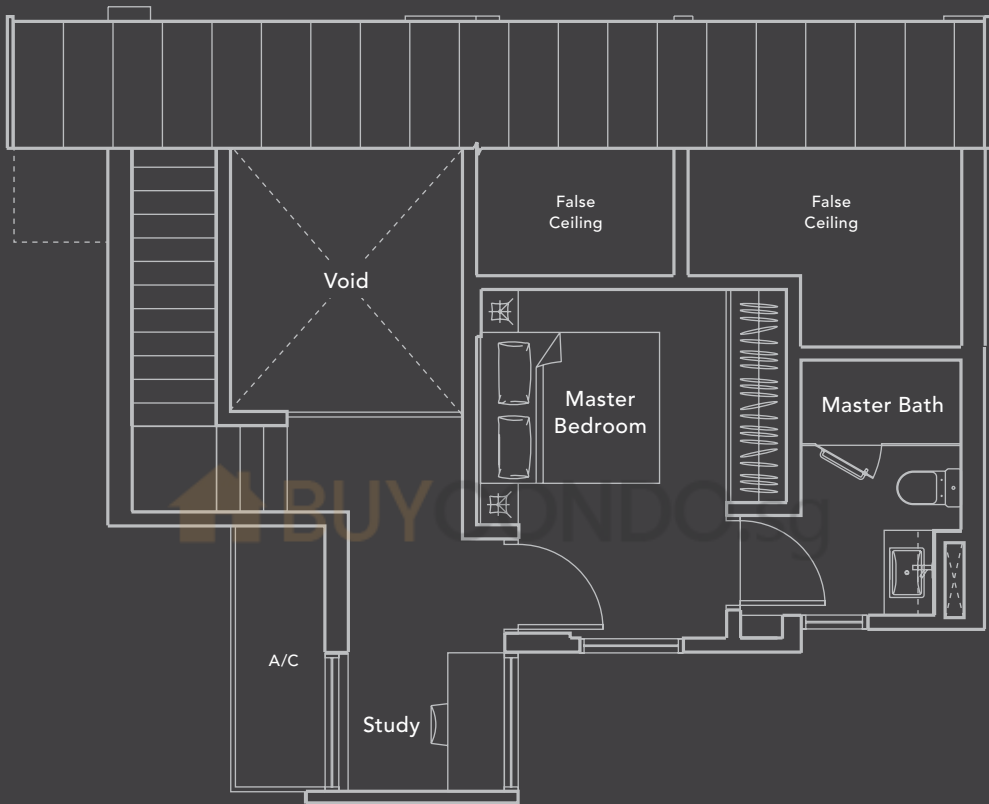 False
Ceiling
False
Ceiling
Void
Master
Bedroom
Master Bath
BUYCONDO.sg
A/C
Study